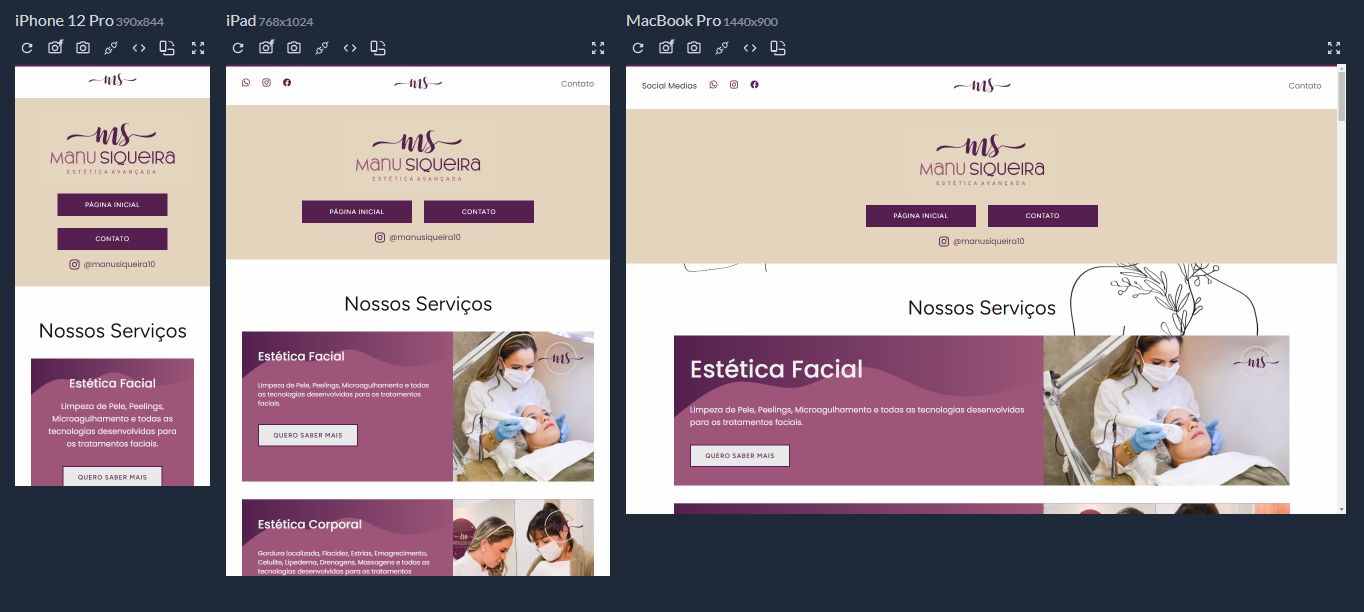 iPhone 12 Pro 390x844
ms
ms
MANU SIQUEIRA
ESTÉTICA AVANÇADA
PÁGINA INICIAL
CONTATO
@manusiqueira10
Nossos Serviços
Estética Facial
Limpeza de Pele, Peelings,
Microagulhamento e todas as
tecnologias desenvolvidas para
os tratamentos faciais.
QUERO SABER MAIS
iPad 768x1024
ms
Contato
ms
MANU SIQUEIRA
ESTÉTICA AVANÇADA
PÁGINA INICIAL
CONTATO
@manusiqueira10
Nossos Serviços
Estética Facial
Limpeza de Pele, Peelings, Microagulhamento e todas
as tecnologias desenvolvidas para os tratamentos
faciais.
QUERO SABER MAIS
ms
Estética Corporal
Gordura localizada, Flacidez, Estrias, Emagrecimento,
Celulite, Lipedema, Drenagens, Massagens e todas as
tecnologias desenvolvidas para os tratamentos
MacBook Pro 1440x900
Social Medias
ms
Contato
ms
MANU SIQUEIRA
ESTÉTICA AVANÇADA
PÁGINA INICIAL
CONTATO
@manusiqueira10
Nossos Serviços
Estética Facial
Limpeza de Pele, Peelings, Microagulhamento e todas as tecnologias desenvolvidas
para os tratamentos faciais.
QUERO SABER MAIS
ms